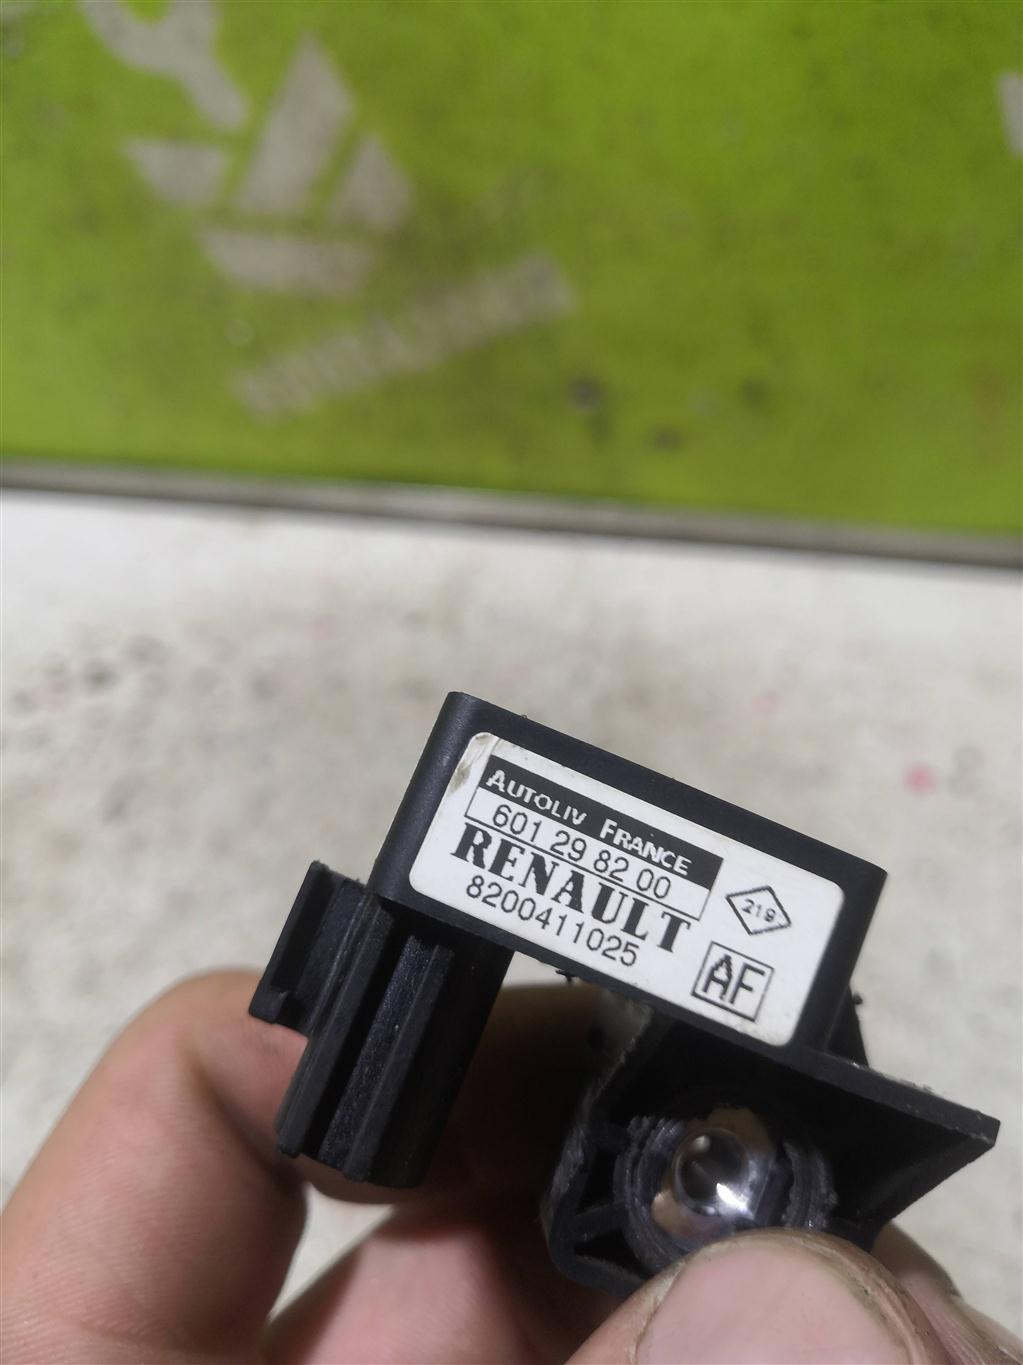 AUTOLIV FRANCE
601 29 82 00
RENAULT
8200411025
219
AF